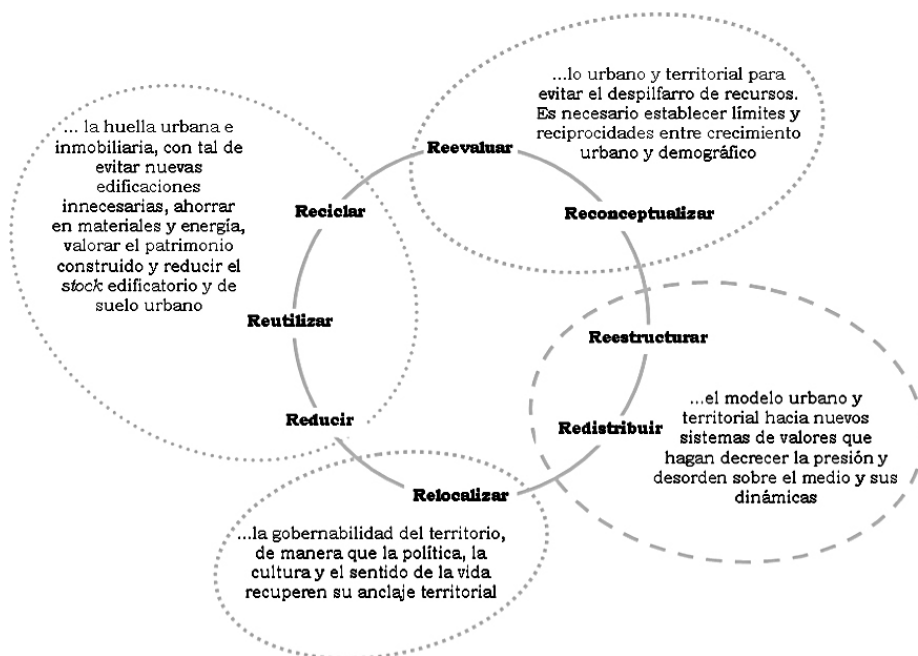 ...lo urbano y territorial para
evitar el despilfarro de recursos.
Es necesario establecer límites y
reciprocidades entre crecimiento
urbano y demográfico
Reevaluar
Reconceptualizar
Reestructurar
Redistribuir
...el modelo urbano y
territorial hacia nuevos
sistemas de valores que
hagan decrecer la presión y
desorden sobre el medio y sus
dinámicas
Relocalizar
...la gobernabilidad del territorio,
de manera que la política, la
cultura y el sentido de la vida
recuperen su anclaje territorial
... la huella urbana e
inmobiliaria, con tal de
evitar nuevas
edificaciones
innecesarias, ahorrar
en materiales y energía,
valorar el patrimonio
construido y reducir el
stock edificatorio y de
suelo urbano
Reciclar
Reutilizar
Reducir